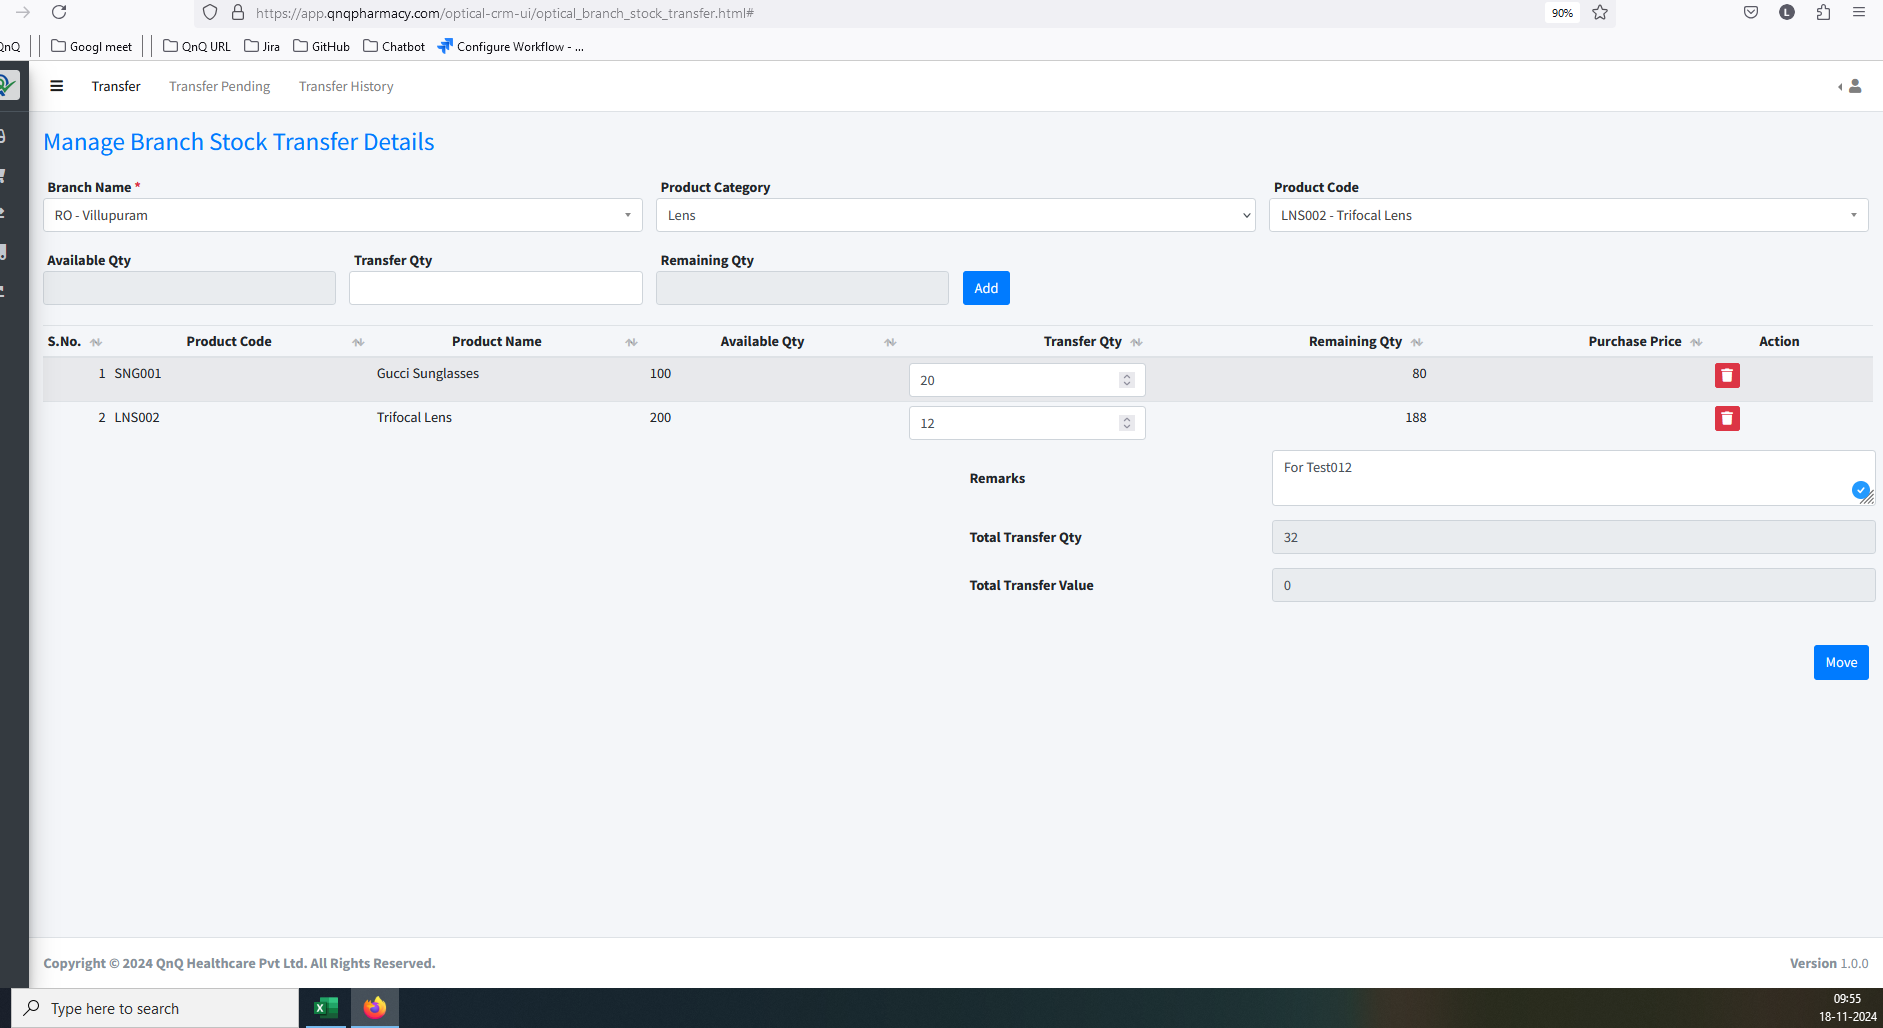 https://app.qnqpharmacy.com/optical-crm-ui/optical_branch_stock_transfer.html#
90%
L
QnQ
Googl meet
QnQ URL
Jira
GitHub
Chatbot
Configure Workflow - ...
Transfer
Transfer Pending
Transfer History
Manage Branch Stock Transfer Details
Branch Name *
Product Category
Product Code
RO - Villupuram
Lens
LNS002 - Trifocal Lens
Available Qty
Transfer Qty
Remaining Qty
Add
S.No. Product Code Product Name Available Qty Transfer Qty Remaining Qty Purchase Price Action
1 SNG001 Gucci Sunglasses 100 20 80
2 LNS002 Trifocal Lens 200 12 188
Remarks
For Test012
Total Transfer Qty
32
Total Transfer Value
0
Move
Copyright © 2024 QnQ Healthcare Pvt Ltd. All Rights Reserved.
Version 1.0.0
Type here to search
09:55
18-11-2024